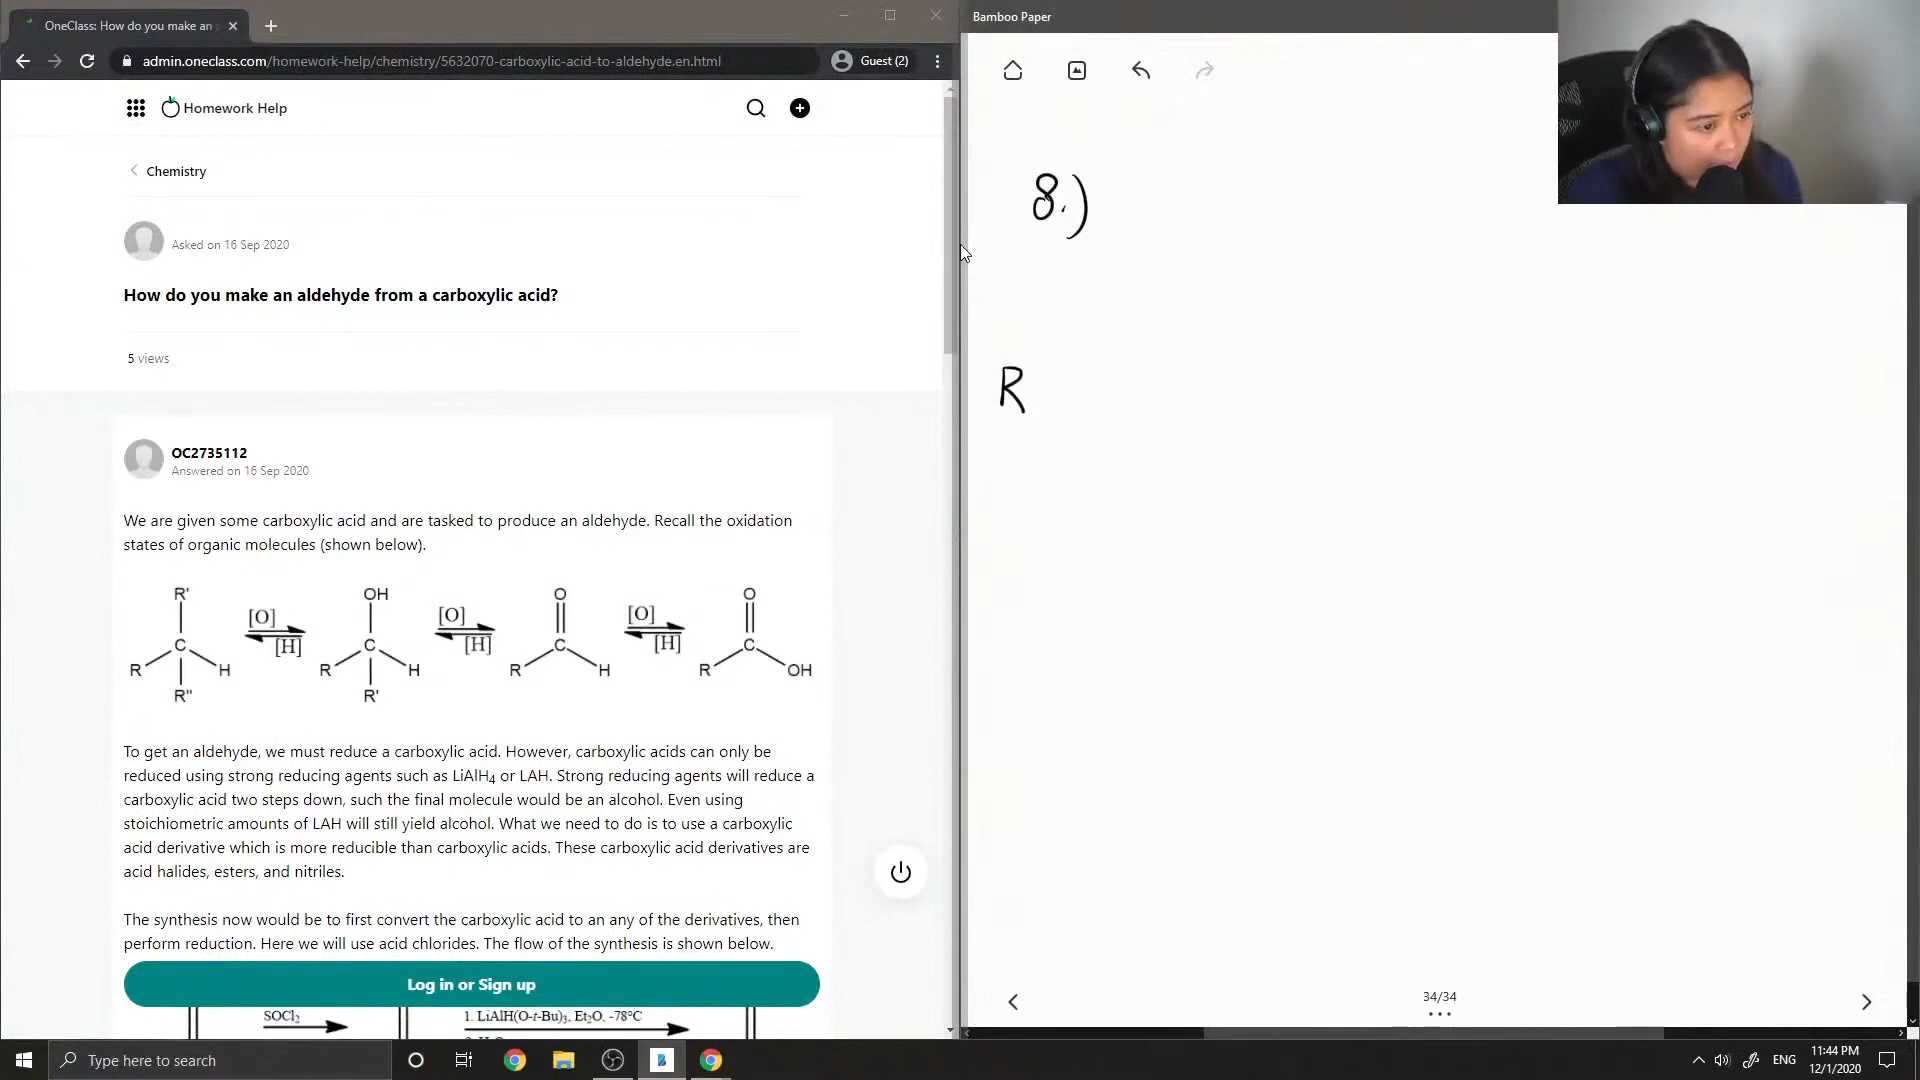 OneClass: How do you make an
Bamboo Paper
admin.oneclass.com/homework-help/chemistry/5632070-carboxylic-acid-to-aldehyde.en.html
Guest (2)
Homework Help
Chemistry
Asked on 16 Sep 2020
How do you make an aldehyde from a carboxylic acid?
5 views
OC2735112
Answered on 16 Sep 2020
We are given some carboxylic acid and are tasked to produce an aldehyde. Recall the oxidation
states of organic molecules (shown below).
R' OH O O
[O] [O] [O]
C [H] C [H] C [H] C
R H R H R H R OH
R'' R'
To get an aldehyde, we must reduce a carboxylic acid. However, carboxylic acids can only be
reduced using strong reducing agents such as LiAlH₄ or LAH. Strong reducing agents will reduce a
carboxylic acid two steps down, such the final molecule would be an alcohol. Even using
stoichiometric amounts of LAH will still yield alcohol. What we need to do is to use a carboxylic
acid derivative which is more reducible than carboxylic acids. These carboxylic acid derivatives are
acid halides, esters, and nitriles.
The synthesis now would be to first convert the carboxylic acid to an any of the derivatives, then
perform reduction. Here we will use acid chlorides. The flow of the synthesis is shown below.
Log in or Sign up
SOCl₂ 1. LiAlH(O-t-Bu)₃, Et₂O, -78°C
8.)
R
34/34
Type here to search
ENG
11:44 PM
12/1/2020